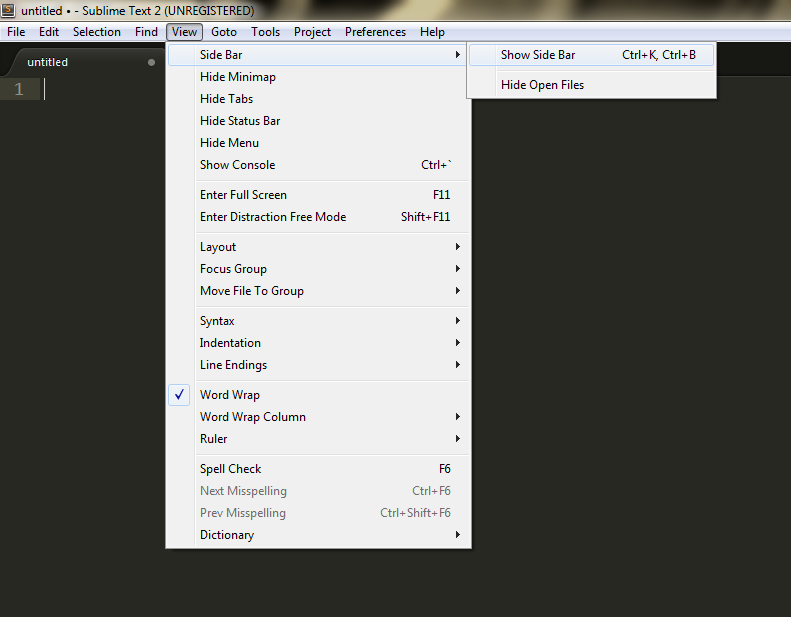 untitled • - Sublime Text 2 (UNREGISTERED)
File Edit Selection Find View Goto Tools Project Preferences Help
untitled
1
Side Bar
Hide Minimap
Hide Tabs
Hide Status Bar
Hide Menu
Show Console Ctrl+`
Enter Full Screen F11
Enter Distraction Free Mode Shift+F11
Layout
Focus Group
Move File To Group
Syntax
Indentation
Line Endings
Word Wrap
Word Wrap Column
Ruler
Spell Check F6
Next Misspelling Ctrl+F6
Prev Misspelling Ctrl+Shift+F6
Dictionary
Show Side Bar Ctrl+K, Ctrl+B
Hide Open Files